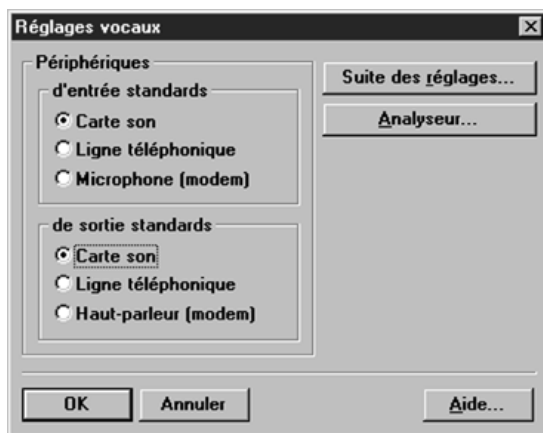 Réglages vocaux
Périphériques
d'entrée standards
Carte son
Ligne téléphonique
Microphone (modem)
de sortie standards
Carte son
Ligne téléphonique
Haut-parleur (modem)
Suite des réglages...
Analyseur...
OK
Annuler
Aide...